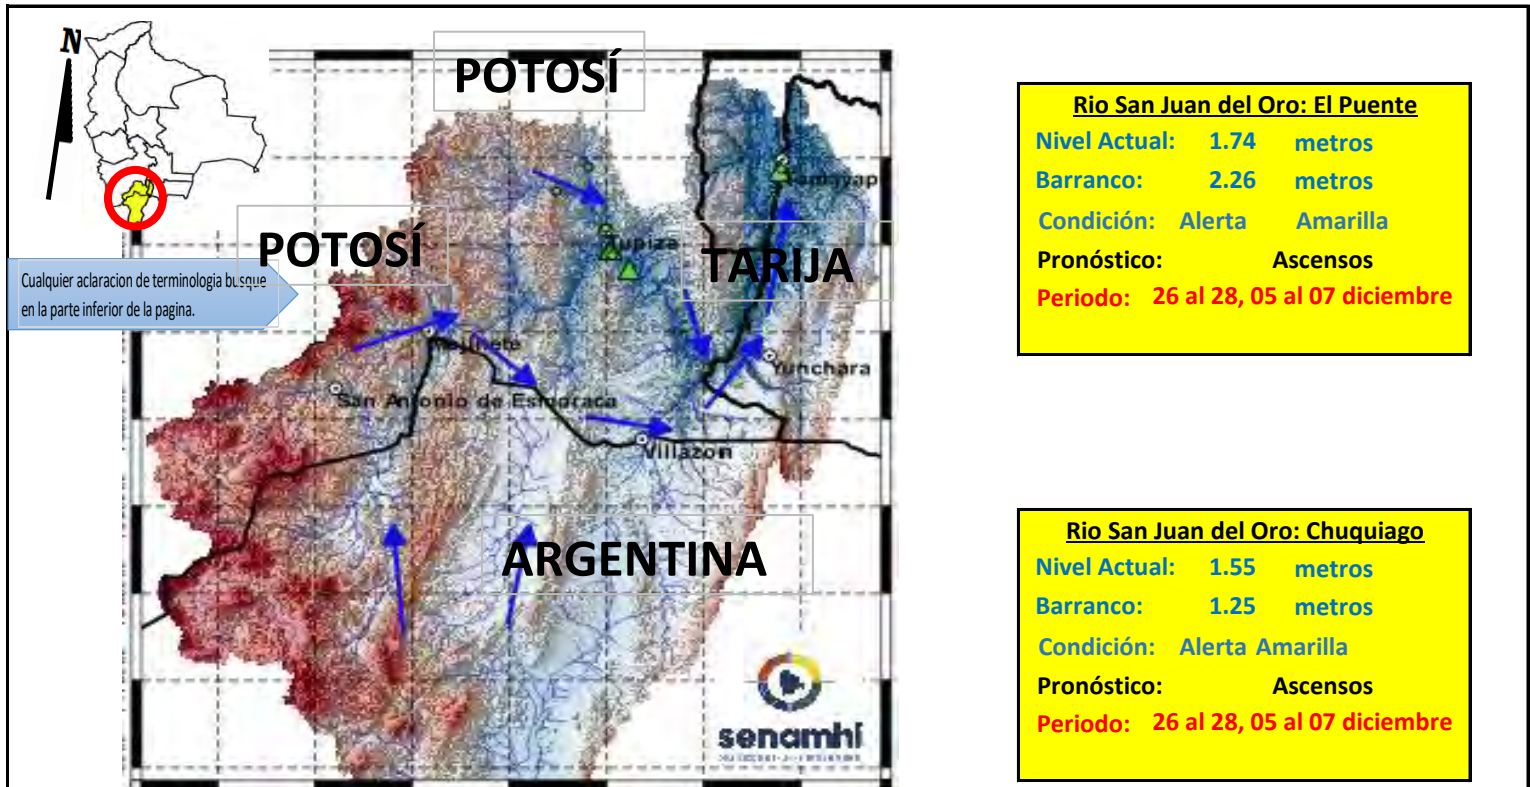 N
POTOSÍ
POTOSÍ
TARIJA
Cualquier aclaracion de terminologia busque
en la parte inferior de la pagina.
Tupiza
Yunchara
San Antonio de Esmoraca
Villazon
ARGENTINA
senamhi
Rio San Juan del Oro: El Puente
Nivel Actual: 1.74 metros
Barranco: 2.26 metros
Condición: Alerta Amarilla
Pronóstico: Ascensos
Periodo: 26 al 28, 05 al 07 diciembre
Rio San Juan del Oro: Chuquiago
Nivel Actual: 1.55 metros
Barranco: 1.25 metros
Condición: Alerta Amarilla
Pronóstico: Ascensos
Periodo: 26 al 28, 05 al 07 diciembre